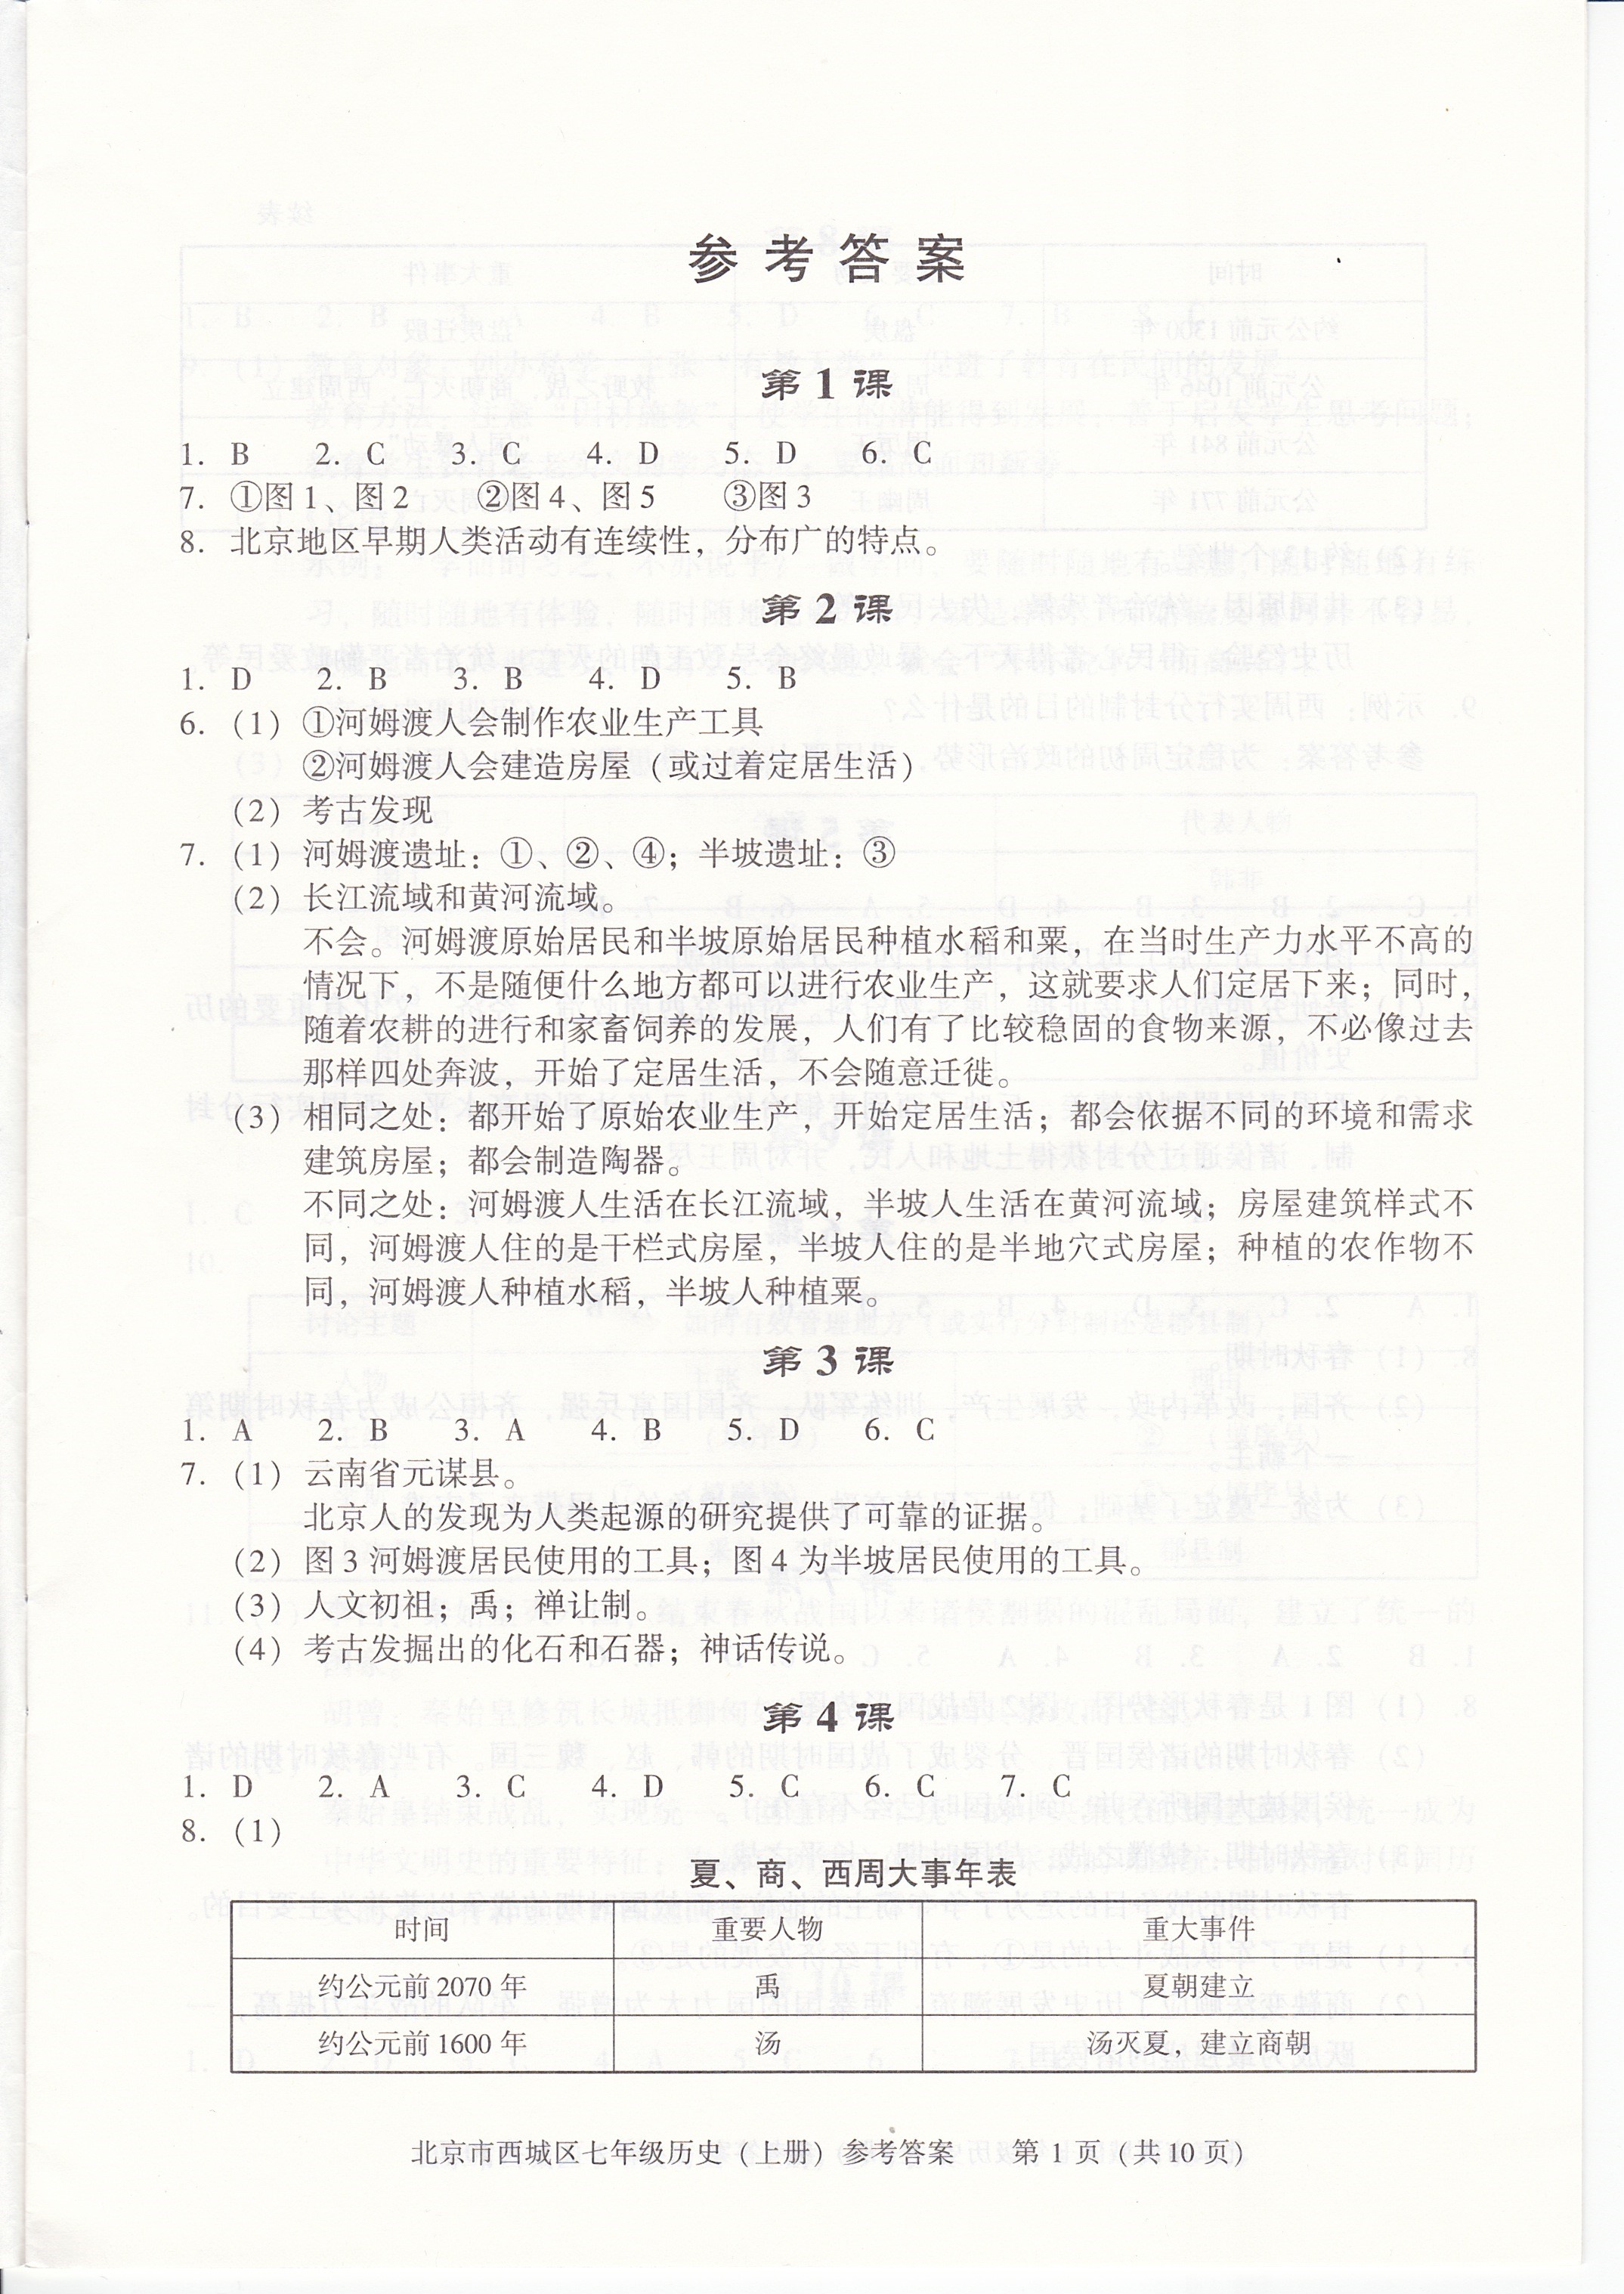 参考答案
第1课
1. B 2. C 3. C 4. D 5. D 6. C
7. ①图1、图2 ②图4、图5 ③图3
8. 北京地区早期人类活动有连续性，分布广的特点。
第2课
1. D 2. B 3. B 4. D 5. B
6. (1) ①河姆渡人会制作农业生产工具
②河姆渡人会建造房屋（或过着定居生活）
(2) 考古发现
7. (1) 河姆渡遗址：①、②、④；半坡遗址：③
(2) 长江流域和黄河流域。
不会。河姆渡原始居民和半坡原始居民种植水稻和粟，在当时生产力水平不高的
情况下，不是随便什么地方都可以进行农业生产，这就要求人们定居下来；同时，
随着农耕的进行和家畜饲养的发展，人们有了比较稳固的食物来源，不必像过去
那样四处奔波，开始了定居生活，不会随意迁徙。
(3) 相同之处：都开始了原始农业生产，开始定居生活；都会依据不同的环境和需求
建筑房屋；都会制造陶器。
不同之处：河姆渡人生活在长江流域，半坡人生活在黄河流域；房屋建筑样式不
同，河姆渡人住的是干栏式房屋，半坡人住的是半地穴式房屋；种植的农作物不
同，河姆渡人种植水稻，半坡人种植粟。
第3课
1. A 2. B 3. A 4. B 5. D 6. C
7. (1) 云南省元谋县。
北京人的发现为人类起源的研究提供了可靠的证据。
(2) 图3河姆渡居民使用的工具；图4为半坡居民使用的工具。
(3) 人文初祖；禹；禅让制。
(4) 考古发掘出的化石和石器；神话传说。
第4课
1. D 2. A 3. C 4. D 5. C 6. C 7. C
8. (1)
夏、商、西周大事年表
时间 重要人物 重大事件
约公元前2070年 禹 夏朝建立
约公元前1600年 汤 汤灭夏，建立商朝
北京市西城区七年级历史（上册）参考答案 第1页（共10页）